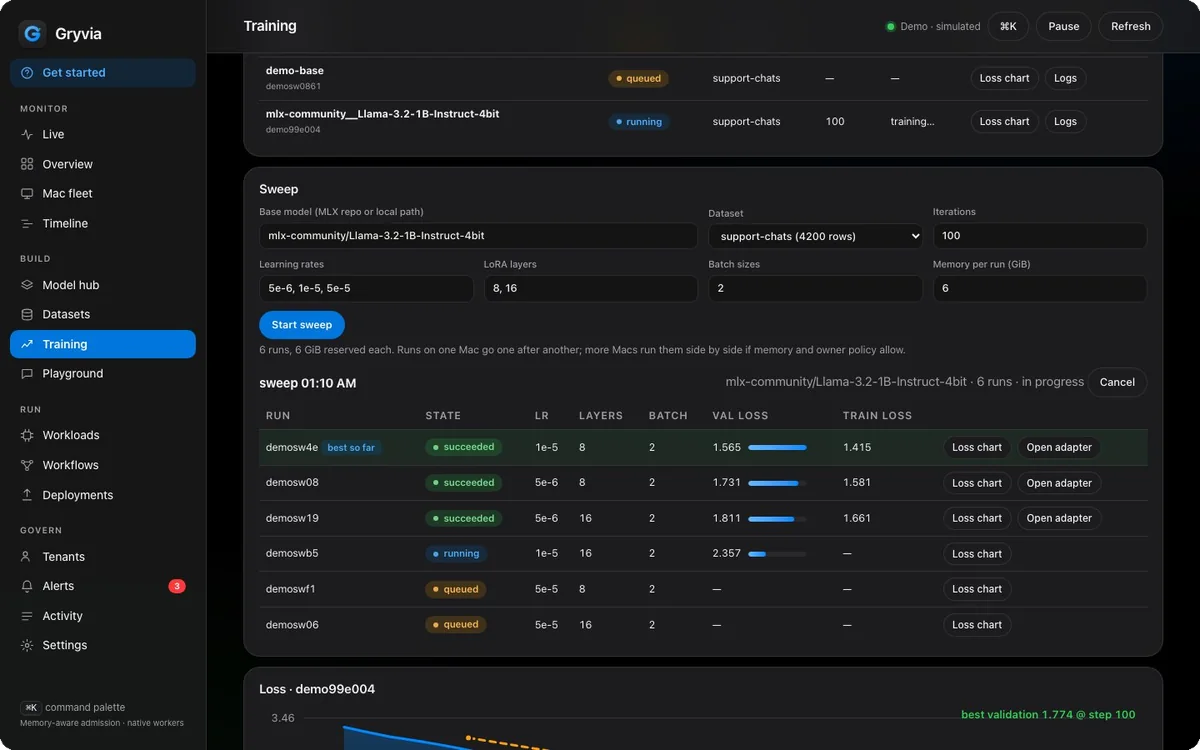 Gryvia
Get started
MONITOR
Live
Overview
Mac fleet
Timeline
BUILD
Model hub
Datasets
Training
Playground
RUN
Workloads
Workflows
Deployments
GOVERN
Tenants
Alerts 3
Activity
Settings
⌘K command palette
Memory-aware admission · native workers
Training
Demo · simulated ⌘K Pause Refresh
demo-base queued support-chats — — Loss chart Logs
demosw0861
mlx-community__Llama-3.2-1B-Instruct-4bit running support-chats 100 training… Loss chart Logs
demo99e004
Sweep
Base model (MLX repo or local path) Dataset Iterations
mlx-community/Llama-3.2-1B-Instruct-4bit support-chats (4200 rows) 100
Learning rates LoRA layers Batch sizes Memory per run (GiB)
5e-6, 1e-5, 5e-5 8, 16 2 6
Start sweep
6 runs, 6 GiB reserved each. Runs on one Mac go one after another; more Macs run them side by side if memory and owner policy allow.
sweep 01:10 AM mlx-community/Llama-3.2-1B-Instruct-4bit · 6 runs · in progress Cancel
RUN STATE LR LAYERS BATCH VAL LOSS TRAIN LOSS
demosw4e best so far succeeded 1e-5 8 2 1.565 1.415 Loss chart Open adapter
demosw08 succeeded 5e-6 8 2 1.731 1.581 Loss chart Open adapter
demosw19 succeeded 5e-6 16 2 1.811 1.661 Loss chart Open adapter
demoswb5 running 1e-5 16 2 2.357 — Loss chart
demoswf1 queued 5e-5 8 2 — — Loss chart
demosw06 queued 5e-5 16 2 — — Loss chart
Loss · demo99e004
3.46
best validation 1.774 @ step 100